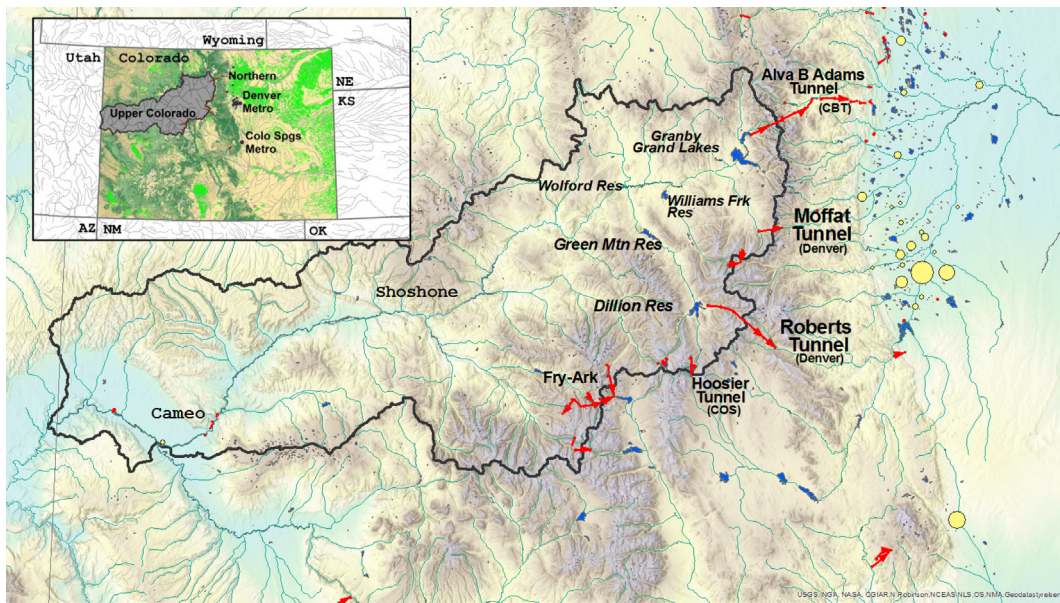 Wyoming
Utah
Colorado
Northern
NE
KS
Denver
Metro
Upper Colorado
Colo Spgs
Metro
AZ
NM
OK
Alva B Adams
Tunnel
(CBT)
Granby
Grand Lakes
Wolford Res
Williams Frk
Res
Moffat
Tunnel
(Denver)
Green Mtn Res
Shoshone
Dillion Res
Roberts
Tunnel
(Denver)
Fry-Ark
Hoosier
Tunnel
(COS)
Cameo
USGS, NGA, NASA, CGIAR,N Robinson,NCEAS,NLS,OS,NMA,Geodatastyrelsen